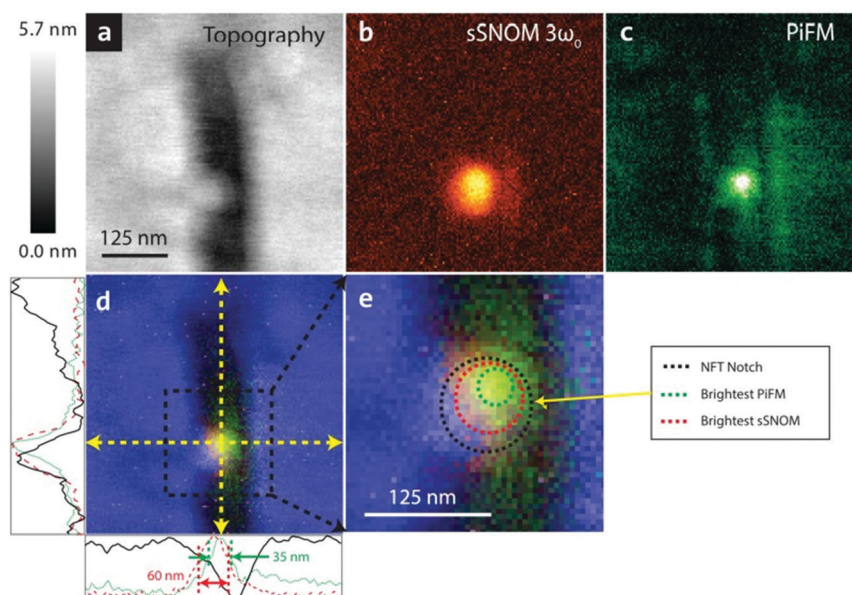 5.7 nm
0.0 nm
a
Topography
125 nm
b
sSNOM 3ω₀
c
PiFM
d
35 nm
60 nm
e
125 nm
NFT Notch
Brightest PiFM
Brightest sSNOM